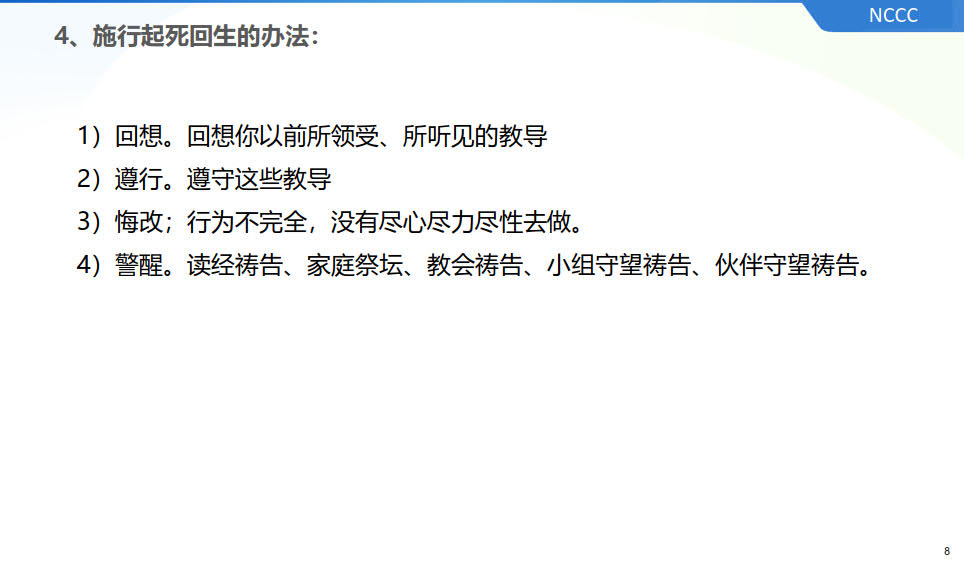 NCCC
4、施行起死回生的办法：
1）回想。回想你以前所领受、所听见的教导
2）遵行。遵守这些教导
3）悔改；行为不完全，没有尽心尽力尽性去做。
4）警醒。读经祷告、家庭祭坛、教会祷告、小组守望祷告、伙伴守望祷告。
8